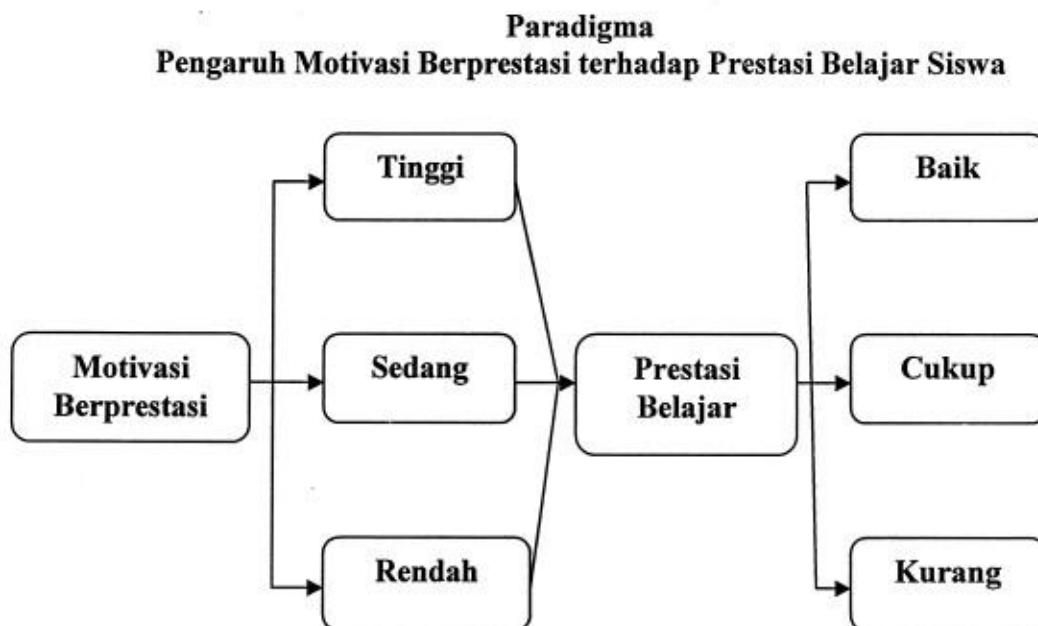 Paradigma
Pengaruh Motivasi Berprestasi terhadap Prestasi Belajar Siswa
Tinggi
Baik
Motivasi
Berprestasi
Sedang
Prestasi
Belajar
Cukup
Rendah
Kurang